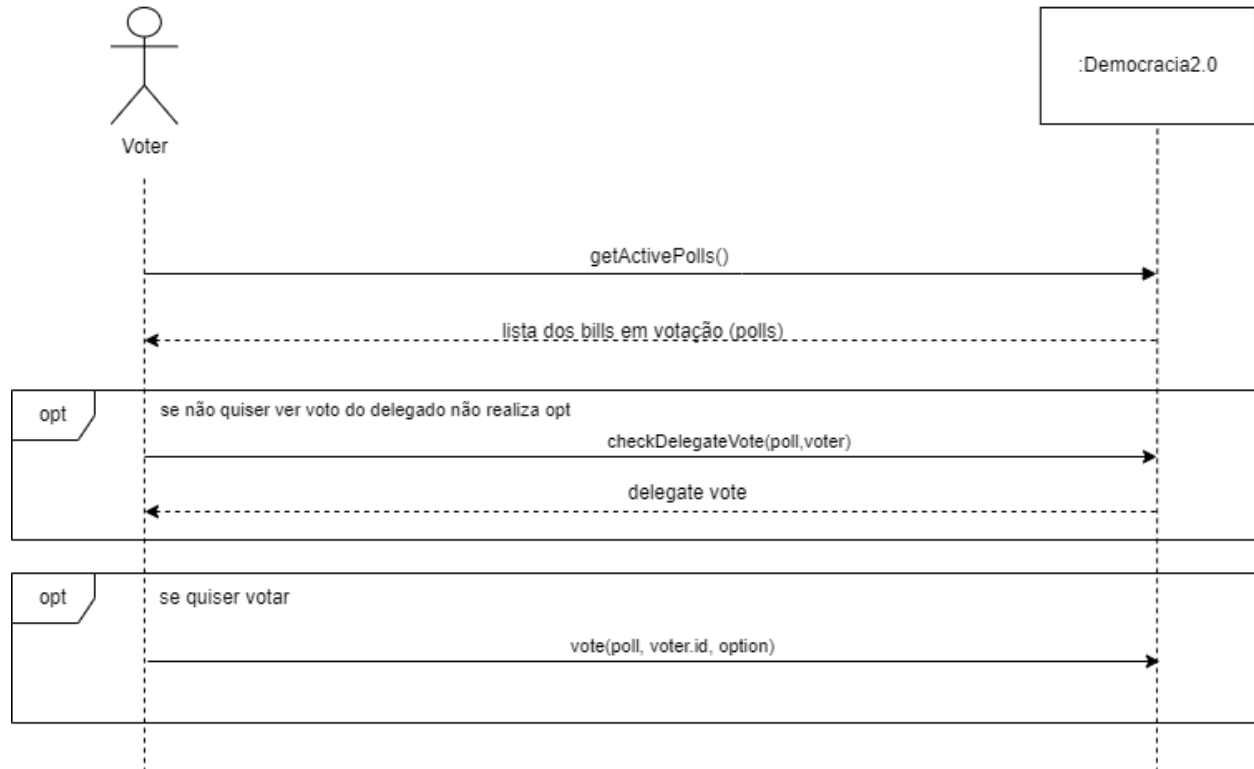 :Democracia2.0
Voter
getActivePolls()
lista dos bills em votação (polls)
opt
se não quiser ver voto do delegado não realiza opt
checkDelegateVote(poll,voter)
delegate vote
opt
se quiser votar
vote(poll, voter.id, option)